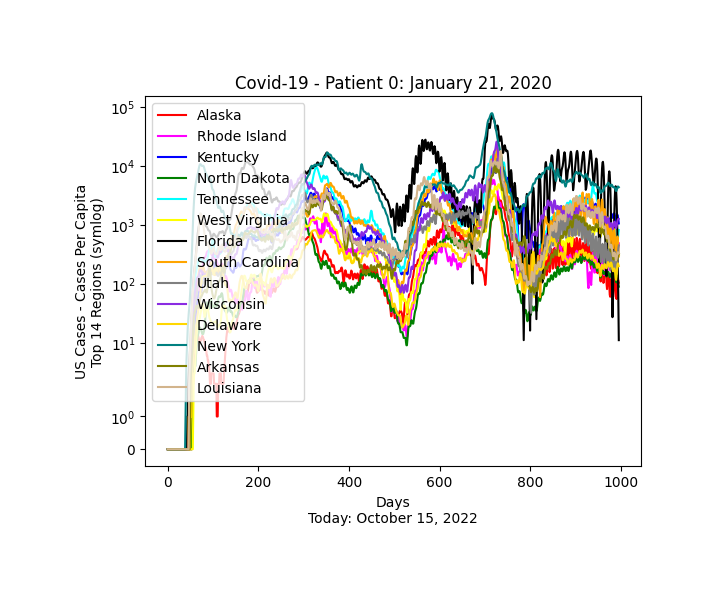 Covid-19 - Patient 0: January 21, 2020
US Cases - Cases Per Capita
Top 14 Regions (symlog)
10^5
10^4
10^3
10^2
10^1
10^0
0
Alaska
Rhode Island
Kentucky
North Dakota
Tennessee
West Virginia
Florida
South Carolina
Utah
Wisconsin
Delaware
New York
Arkansas
Louisiana
0 200 400 600 800 1000
Days
Today: October 15, 2022